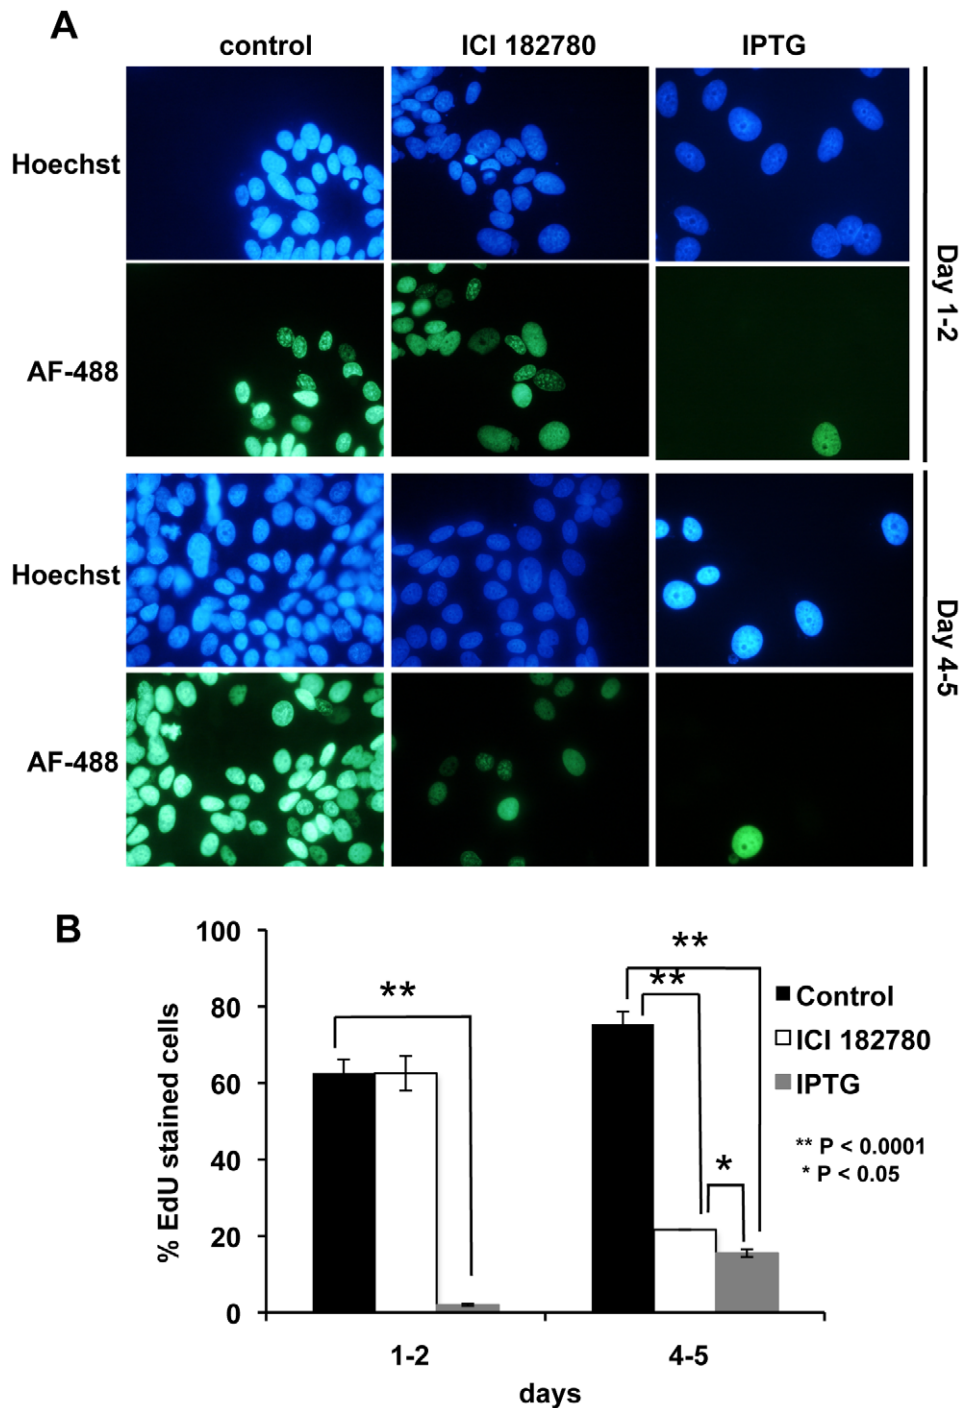 A
control ICI 182780 IPTG
Hoechst
AF-488
Day 1-2
Hoechst
AF-488
Day 4-5
B
% EdU stained cells
100
80
60
40
20
0
**
**
**
*
Control
ICI 182780
IPTG
** P < 0.0001
* P < 0.05
1-2 4-5
days